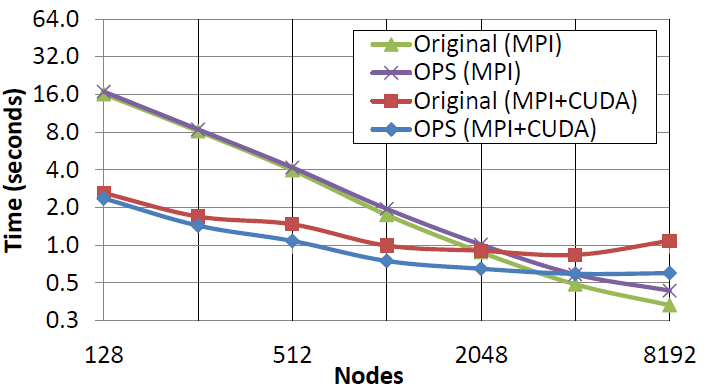 64.0
32.0
16.0
8.0
4.0
2.0
1.0
0.5
0.3
Time (seconds)
Original (MPI)
OPS (MPI)
Original (MPI+CUDA)
OPS (MPI+CUDA)
128
512
2048
8192
Nodes